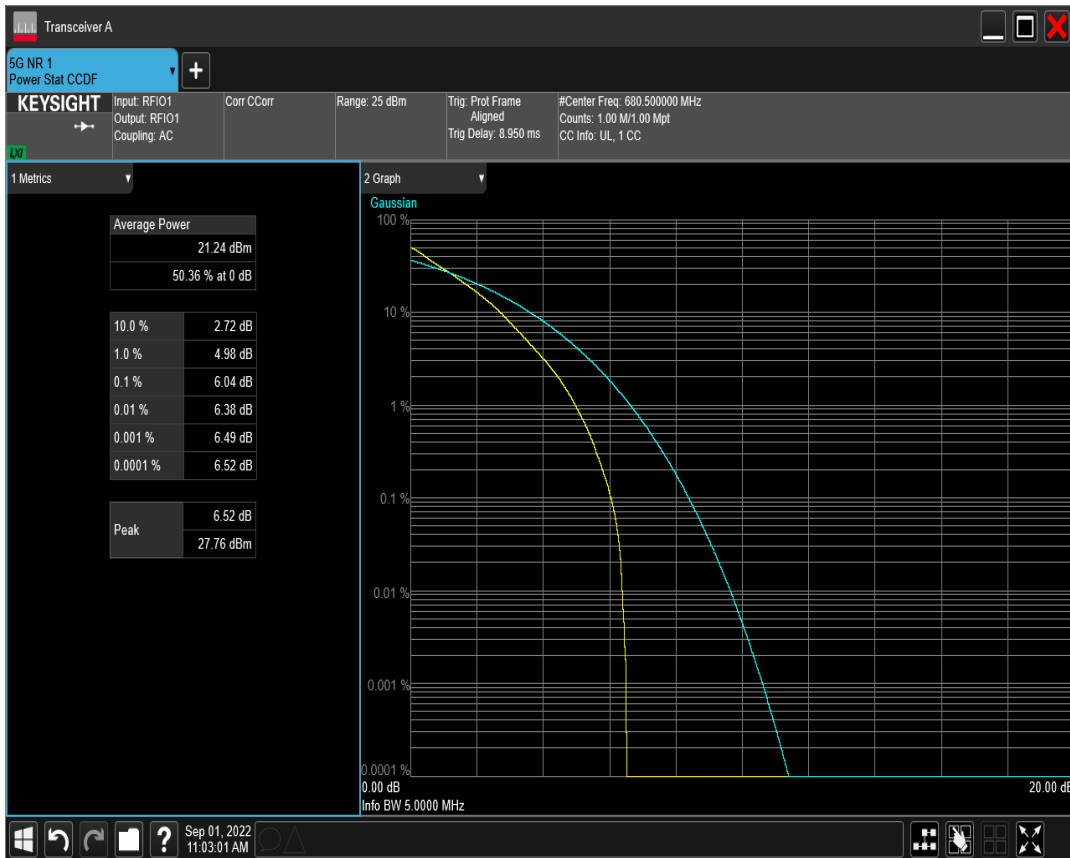 Transceiver A
5G NR 1
Power Stat CCDF
+
KEYSIGHT
LXI
Input: RFIO1
Output: RFIO1
Coupling: AC
Corr CCorr
Range: 25 dBm
Trig: Prot Frame
Aligned
Trig Delay: 8.950 ms
#Center Freq: 680.500000 MHz
Counts: 1.00 M/1.00 Mpt
CC Info: UL, 1 CC
1 Metrics
Average Power
21.24 dBm
50.36 % at 0 dB
10.0 % 2.72 dB
1.0 % 4.98 dB
0.1 % 6.04 dB
0.01 % 6.38 dB
0.001 % 6.49 dB
0.0001 % 6.52 dB
Peak
6.52 dB
27.76 dBm
2 Graph
Gaussian
100 %
10 %
1 %
0.1 %
0.01 %
0.001 %
0.0001 %
0.00 dB
20.00 dB
Info BW 5.0000 MHz
?
Sep 01, 2022
11:03:01 AM